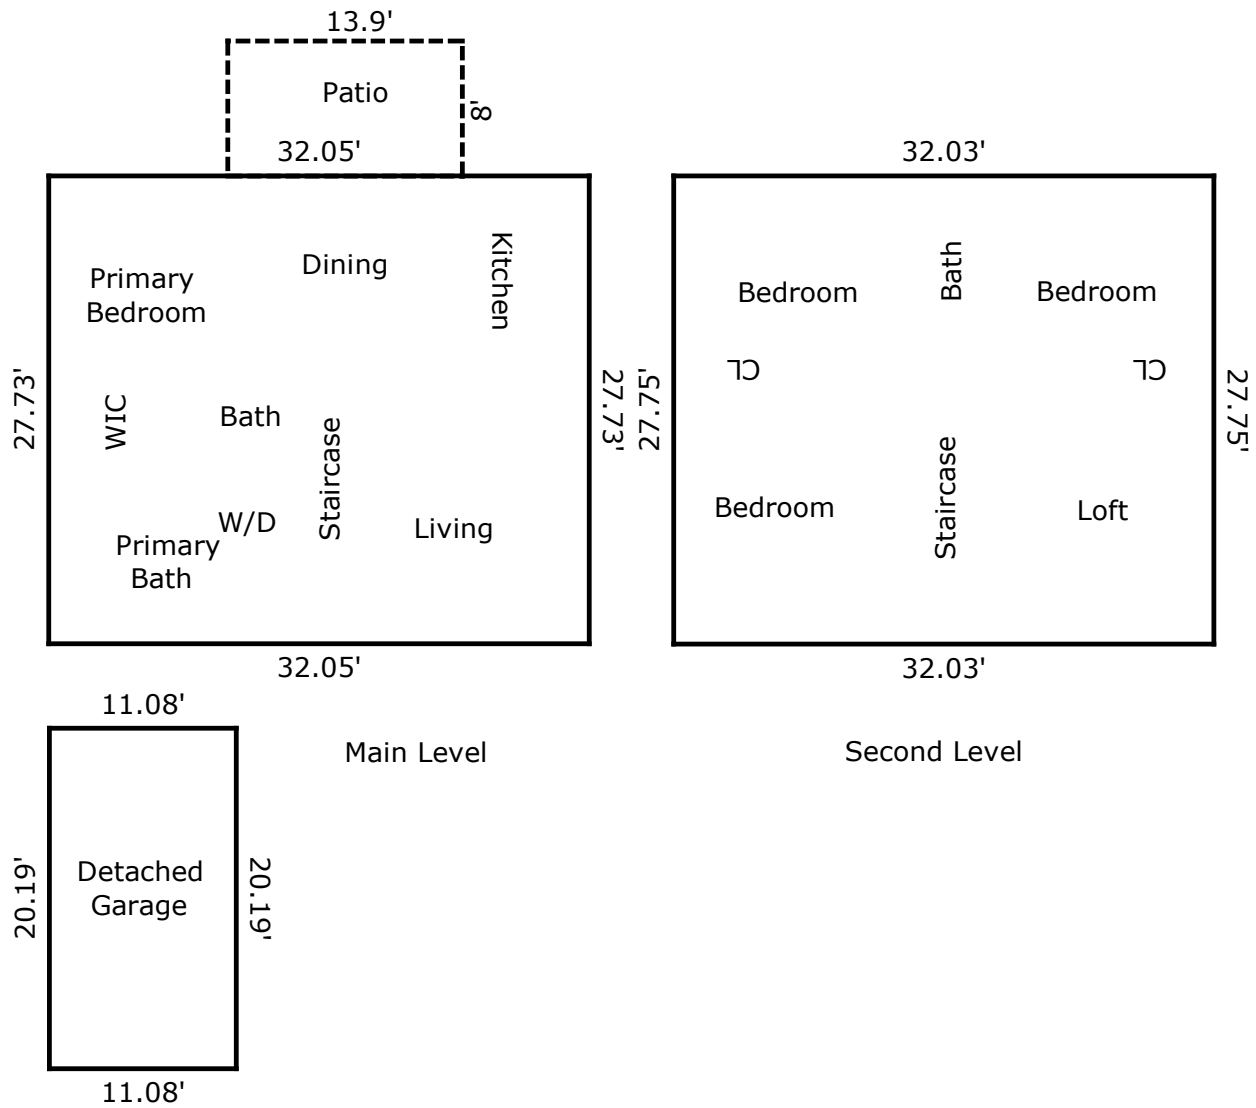 13.9'
Patio
8'
32.05'
32.03'
Primary
Bedroom
Dining
Kitchen
Bedroom
Bath
Bedroom
CL
CL
27.73'
WIC
Bath
Staircase
27.73'
27.75'
27.75'
W/D
Primary
Bath
Living
Bedroom
Staircase
Loft
32.05'
32.03'
11.08'
Main Level
Second Level
20.19'
Detached
Garage
20.19'
11.08'